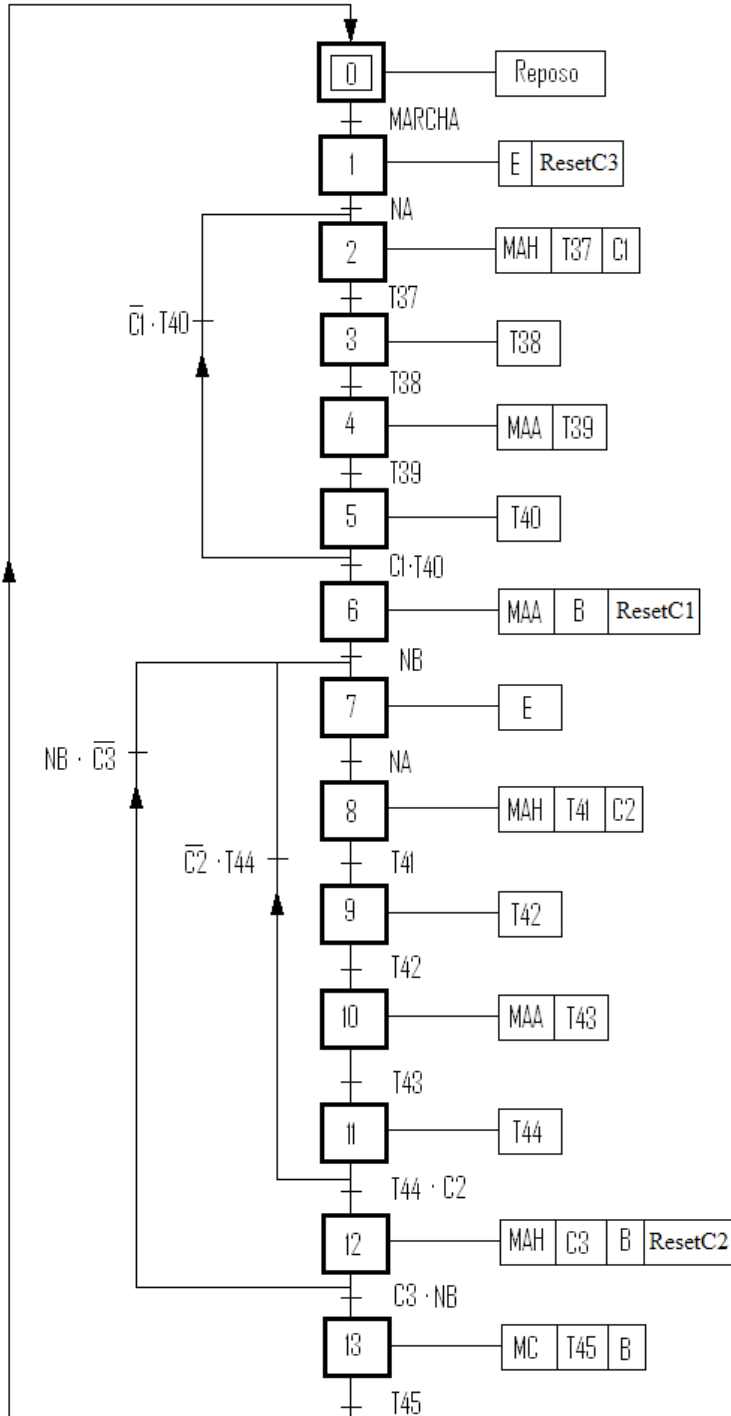 0 Reposo
MARCHA
1 E ResetC3
NA
2 MAH T37 C1
T37
C̅1̅ · T40
3 T38
T38
4 MAA T39
T39
5 T40
C1·T40
6 MAA B ResetC1
NB
7 E
NB · C̅3̅
NA
8 MAH T41 C2
C̅2̅ · T44
T41
9 T42
T42
10 MAA T43
T43
11 T44
T44 · C2
12 MAH C3 B ResetC2
C3 · NB
13 MC T45 B
T45